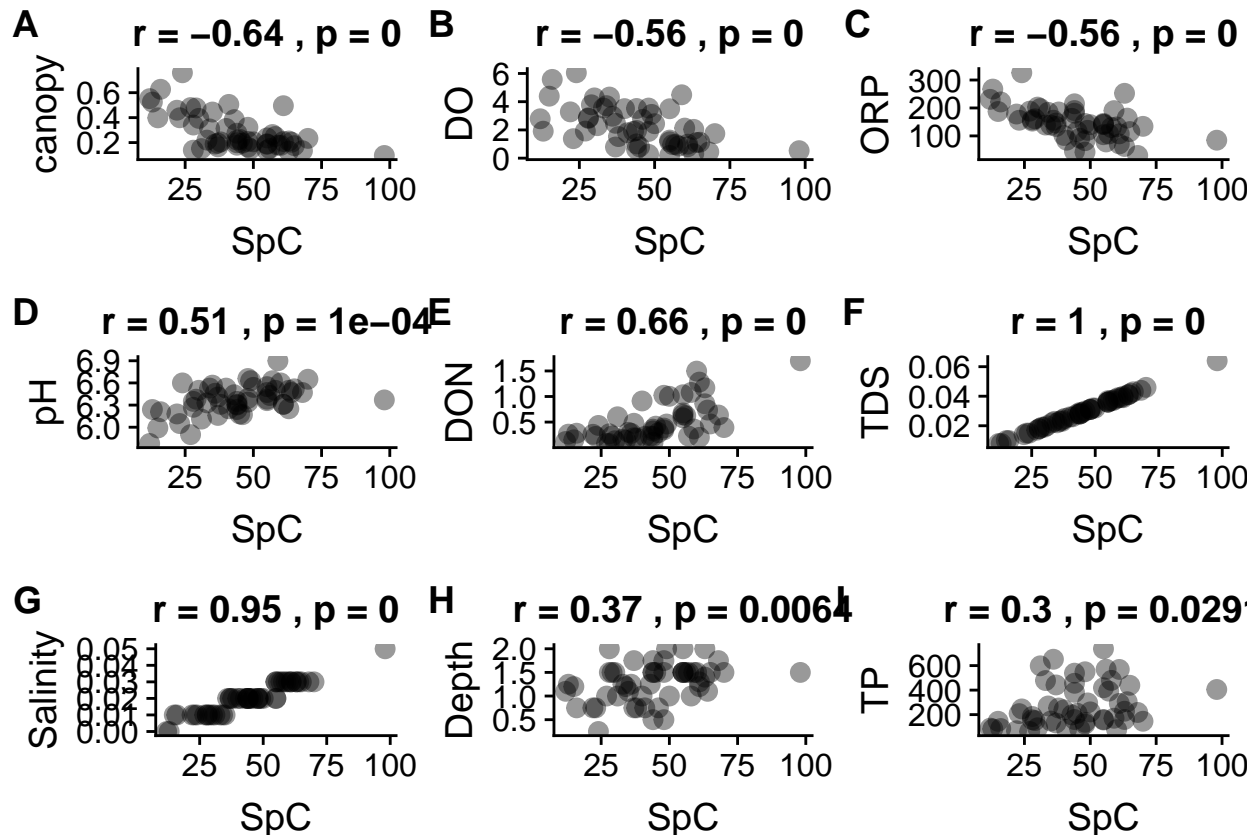 A r = −0.64 , p = 0
canopy
0.6
0.4
0.2
25 50 75 100
SpC
B r = −0.56 , p = 0
DO
6
4
2
0
25 50 75 100
SpC
C r = −0.56 , p = 0
ORP
300
200
100
25 50 75 100
SpC
D r = 0.51 , p = 1e−04
pH
6.9
6.6
6.3
6.0
25 50 75 100
SpC
E r = 0.66 , p = 0
DON
1.5
1.0
0.5
25 50 75 100
SpC
F r = 1 , p = 0
TDS
0.06
0.04
0.02
25 50 75 100
SpC
G r = 0.95 , p = 0
Salinity
0.05
0.04
0.03
0.02
0.01
0.00
25 50 75 100
SpC
H r = 0.37 , p = 0.0064
Depth
2.0
1.5
1.0
0.5
25 50 75 100
SpC
r = 0.3 , p = 0.029
TP
600
400
200
25 50 75 100
SpC